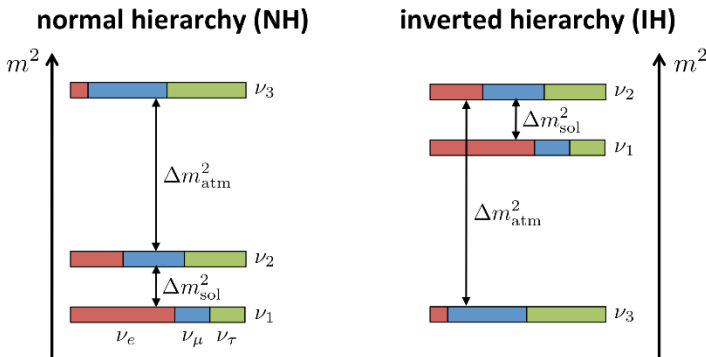 normal hierarchy (NH)
m²
ν₃
Δm²atm
ν₂
Δm²sol
ν₁
νₑ νμ ντ
inverted hierarchy (IH)
m²
ν₂
Δm²sol
ν₁
Δm²atm
ν₃